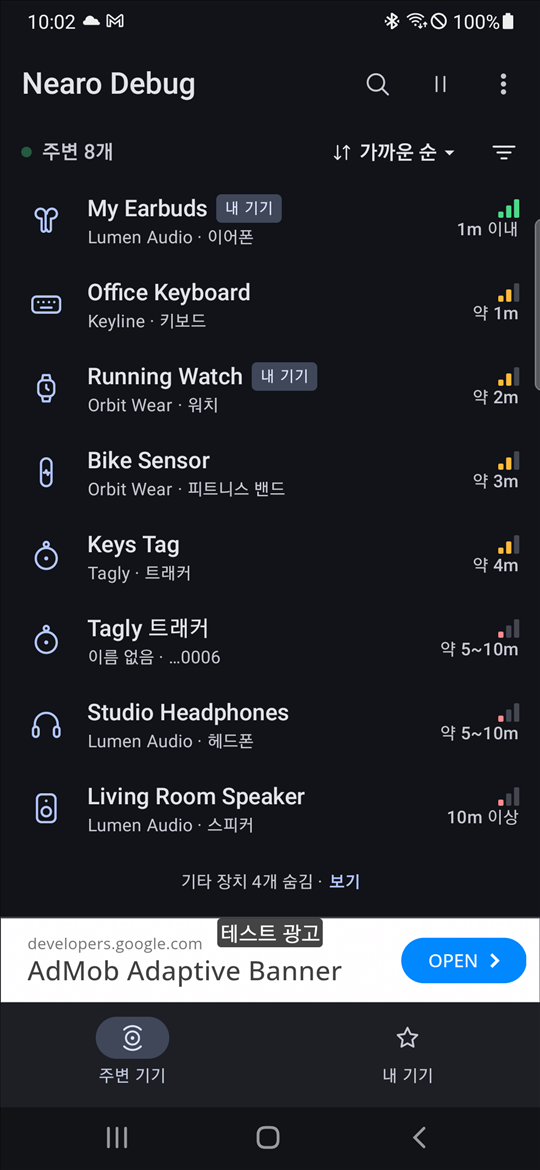 10:02 100%
Nearo Debug
주변 8개 가까운 순
My Earbuds 내 기기
Lumen Audio · 이어폰 1m 이내
Office Keyboard
Keyline · 키보드 약 1m
Running Watch 내 기기
Orbit Wear · 워치 약 2m
Bike Sensor
Orbit Wear · 피트니스 밴드 약 3m
Keys Tag
Tagly · 트래커 약 4m
Tagly 트래커
이름 없음 · …0006 약 5~10m
Studio Headphones
Lumen Audio · 헤드폰 약 5~10m
Living Room Speaker
Lumen Audio · 스피커 10m 이상
기타 장치 4개 숨김 · 보기
테스트 광고
developers.google.com
AdMob Adaptive Banner OPEN
주변 기기 내 기기